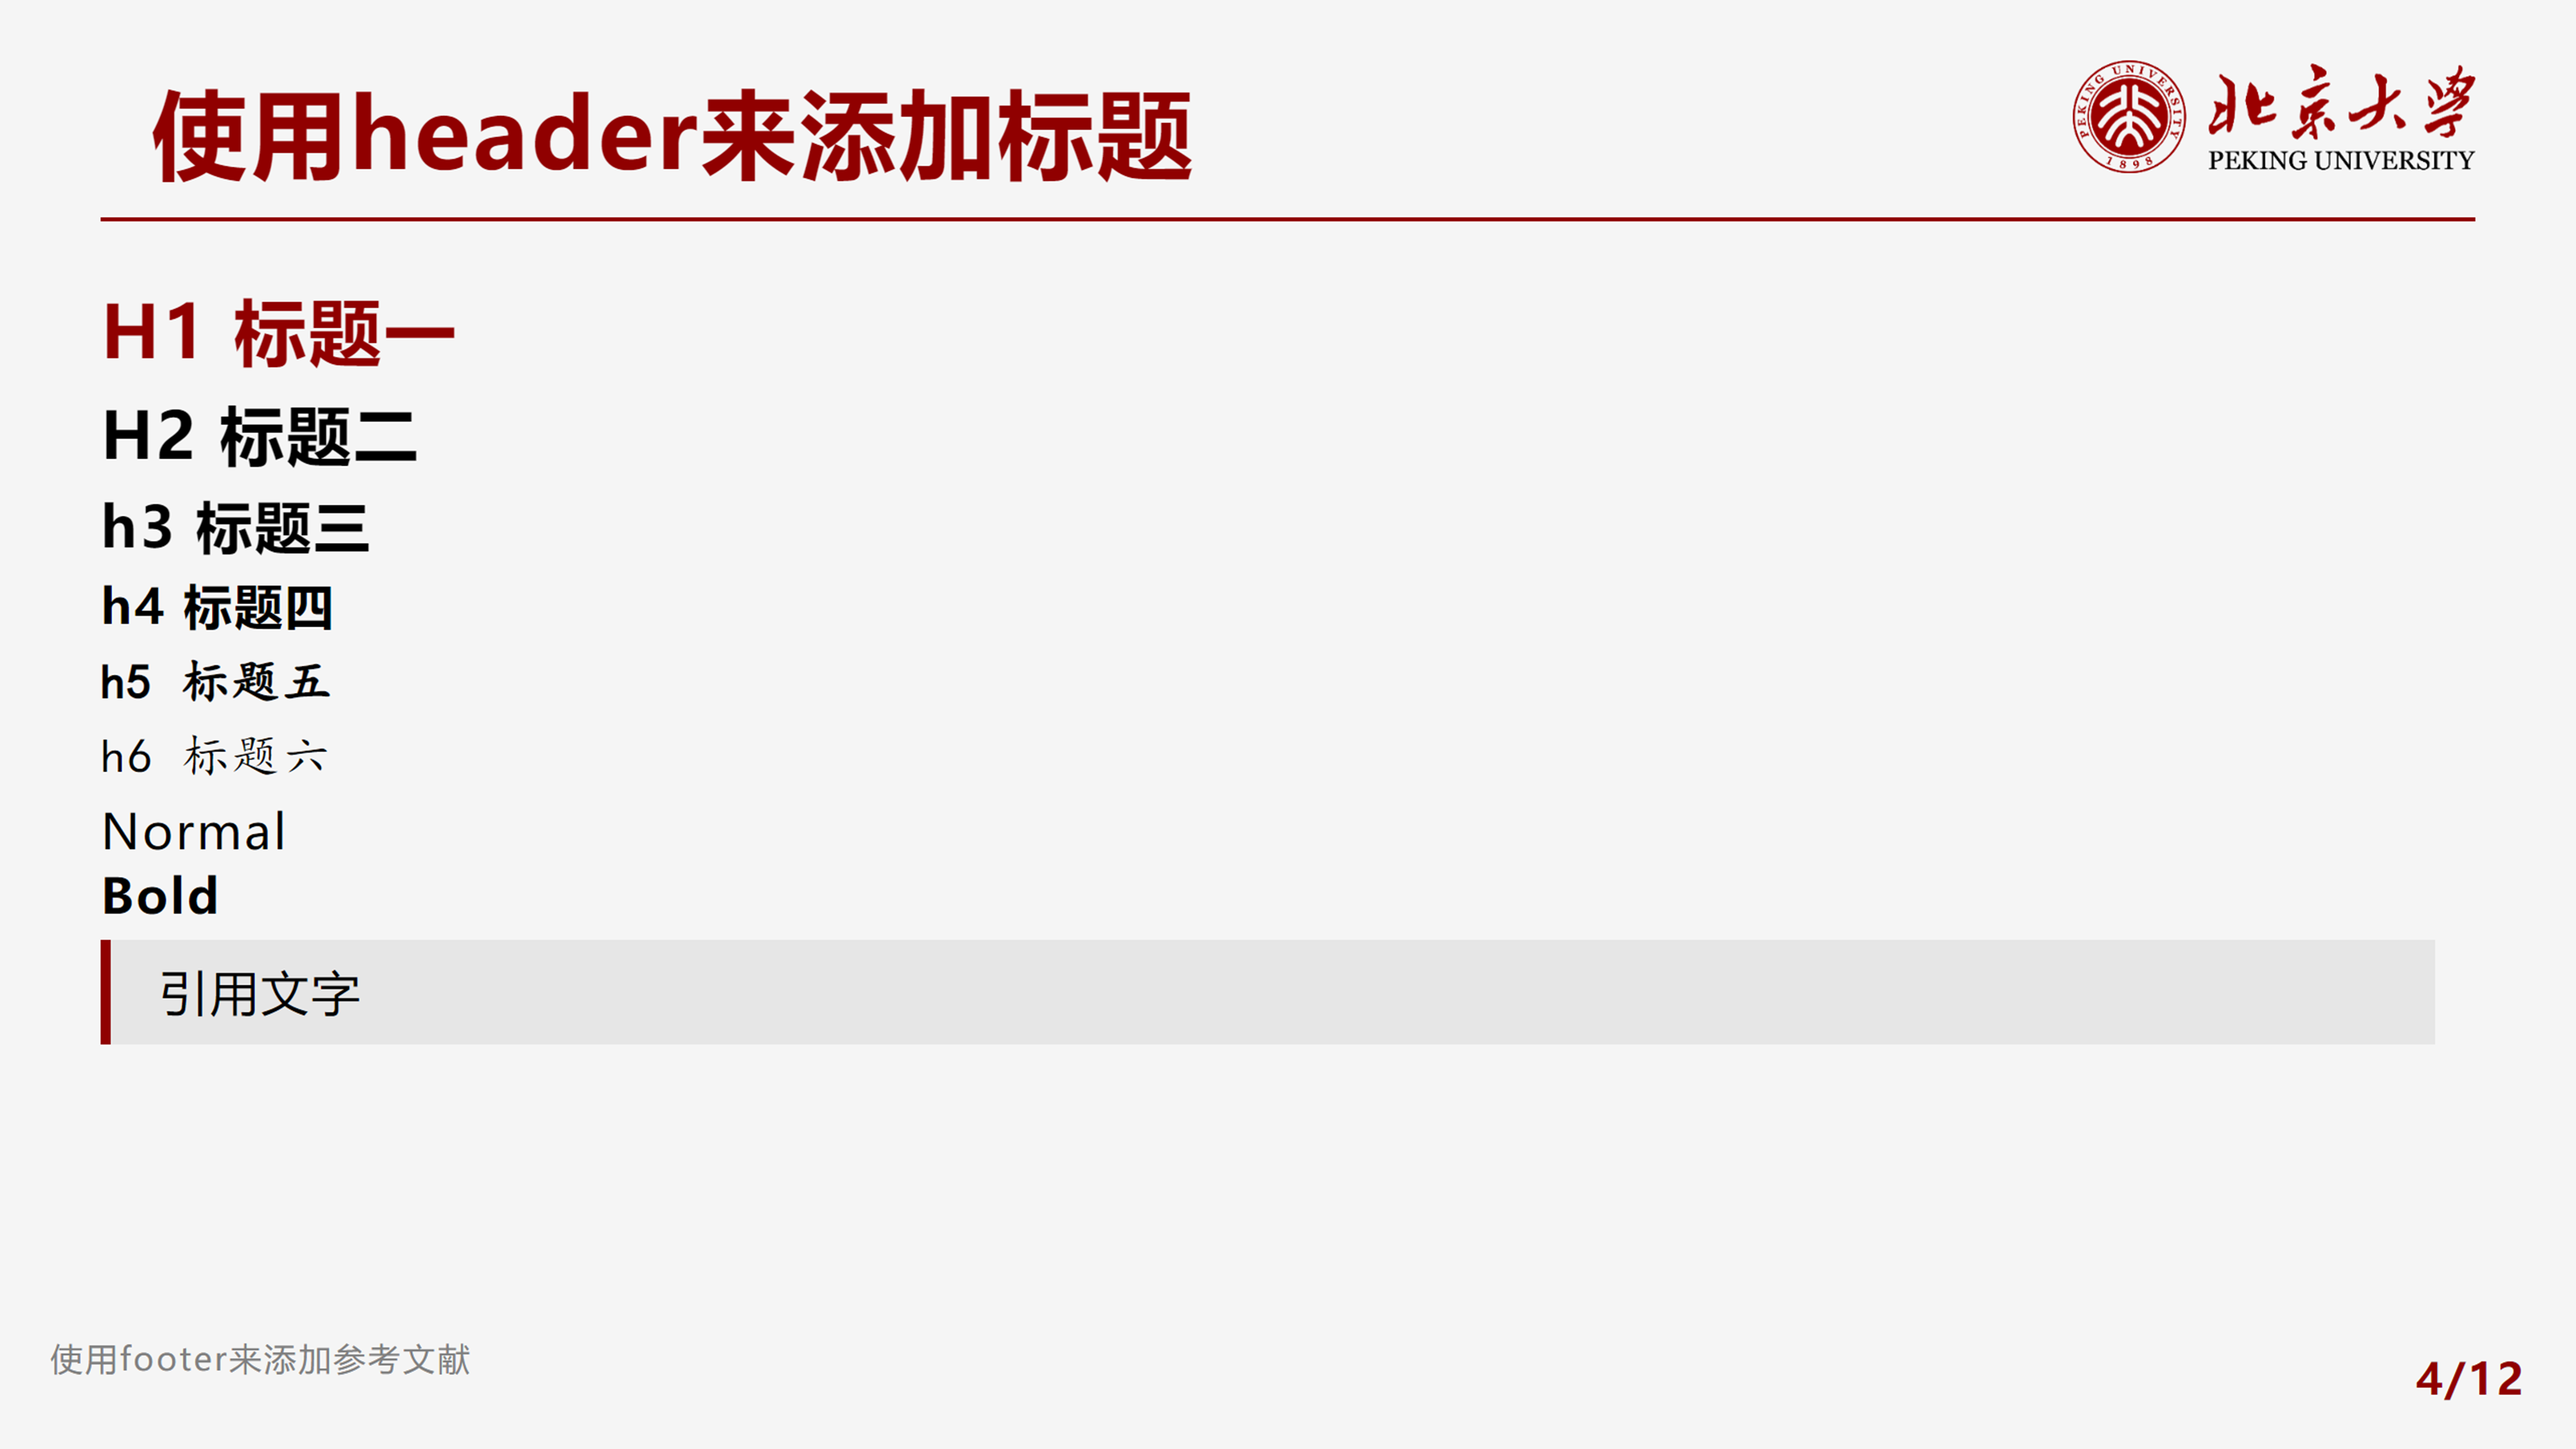 使用header来添加标题
PEKING UNIVERSITY
1898
北京大学
PEKING UNIVERSITY
H1 标题一
H2 标题二
h3 标题三
h4 标题四
h5 标题五
h6 标题六
Normal
Bold
引用文字
使用footer来添加参考文献
4/12